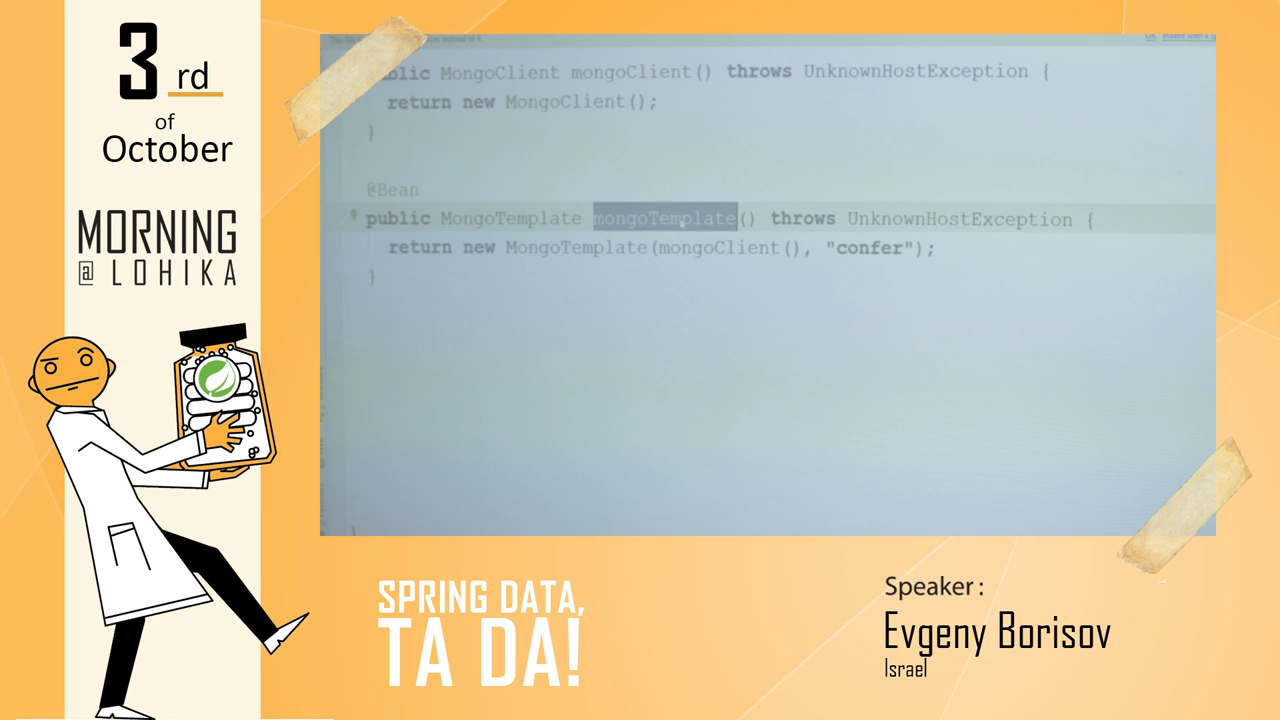 3 rd
of
October
MORNING
@ LOHIKA
public MongoClient mongoClient() throws UnknownHostException {
return new MongoClient();
}
@Bean
public MongoTemplate mongoTemplate() throws UnknownHostException {
return new MongoTemplate(mongoClient(), "confer");
}
}
SPRING DATA,
TA DA!
Speaker :
Evgeny Borisov
Israel